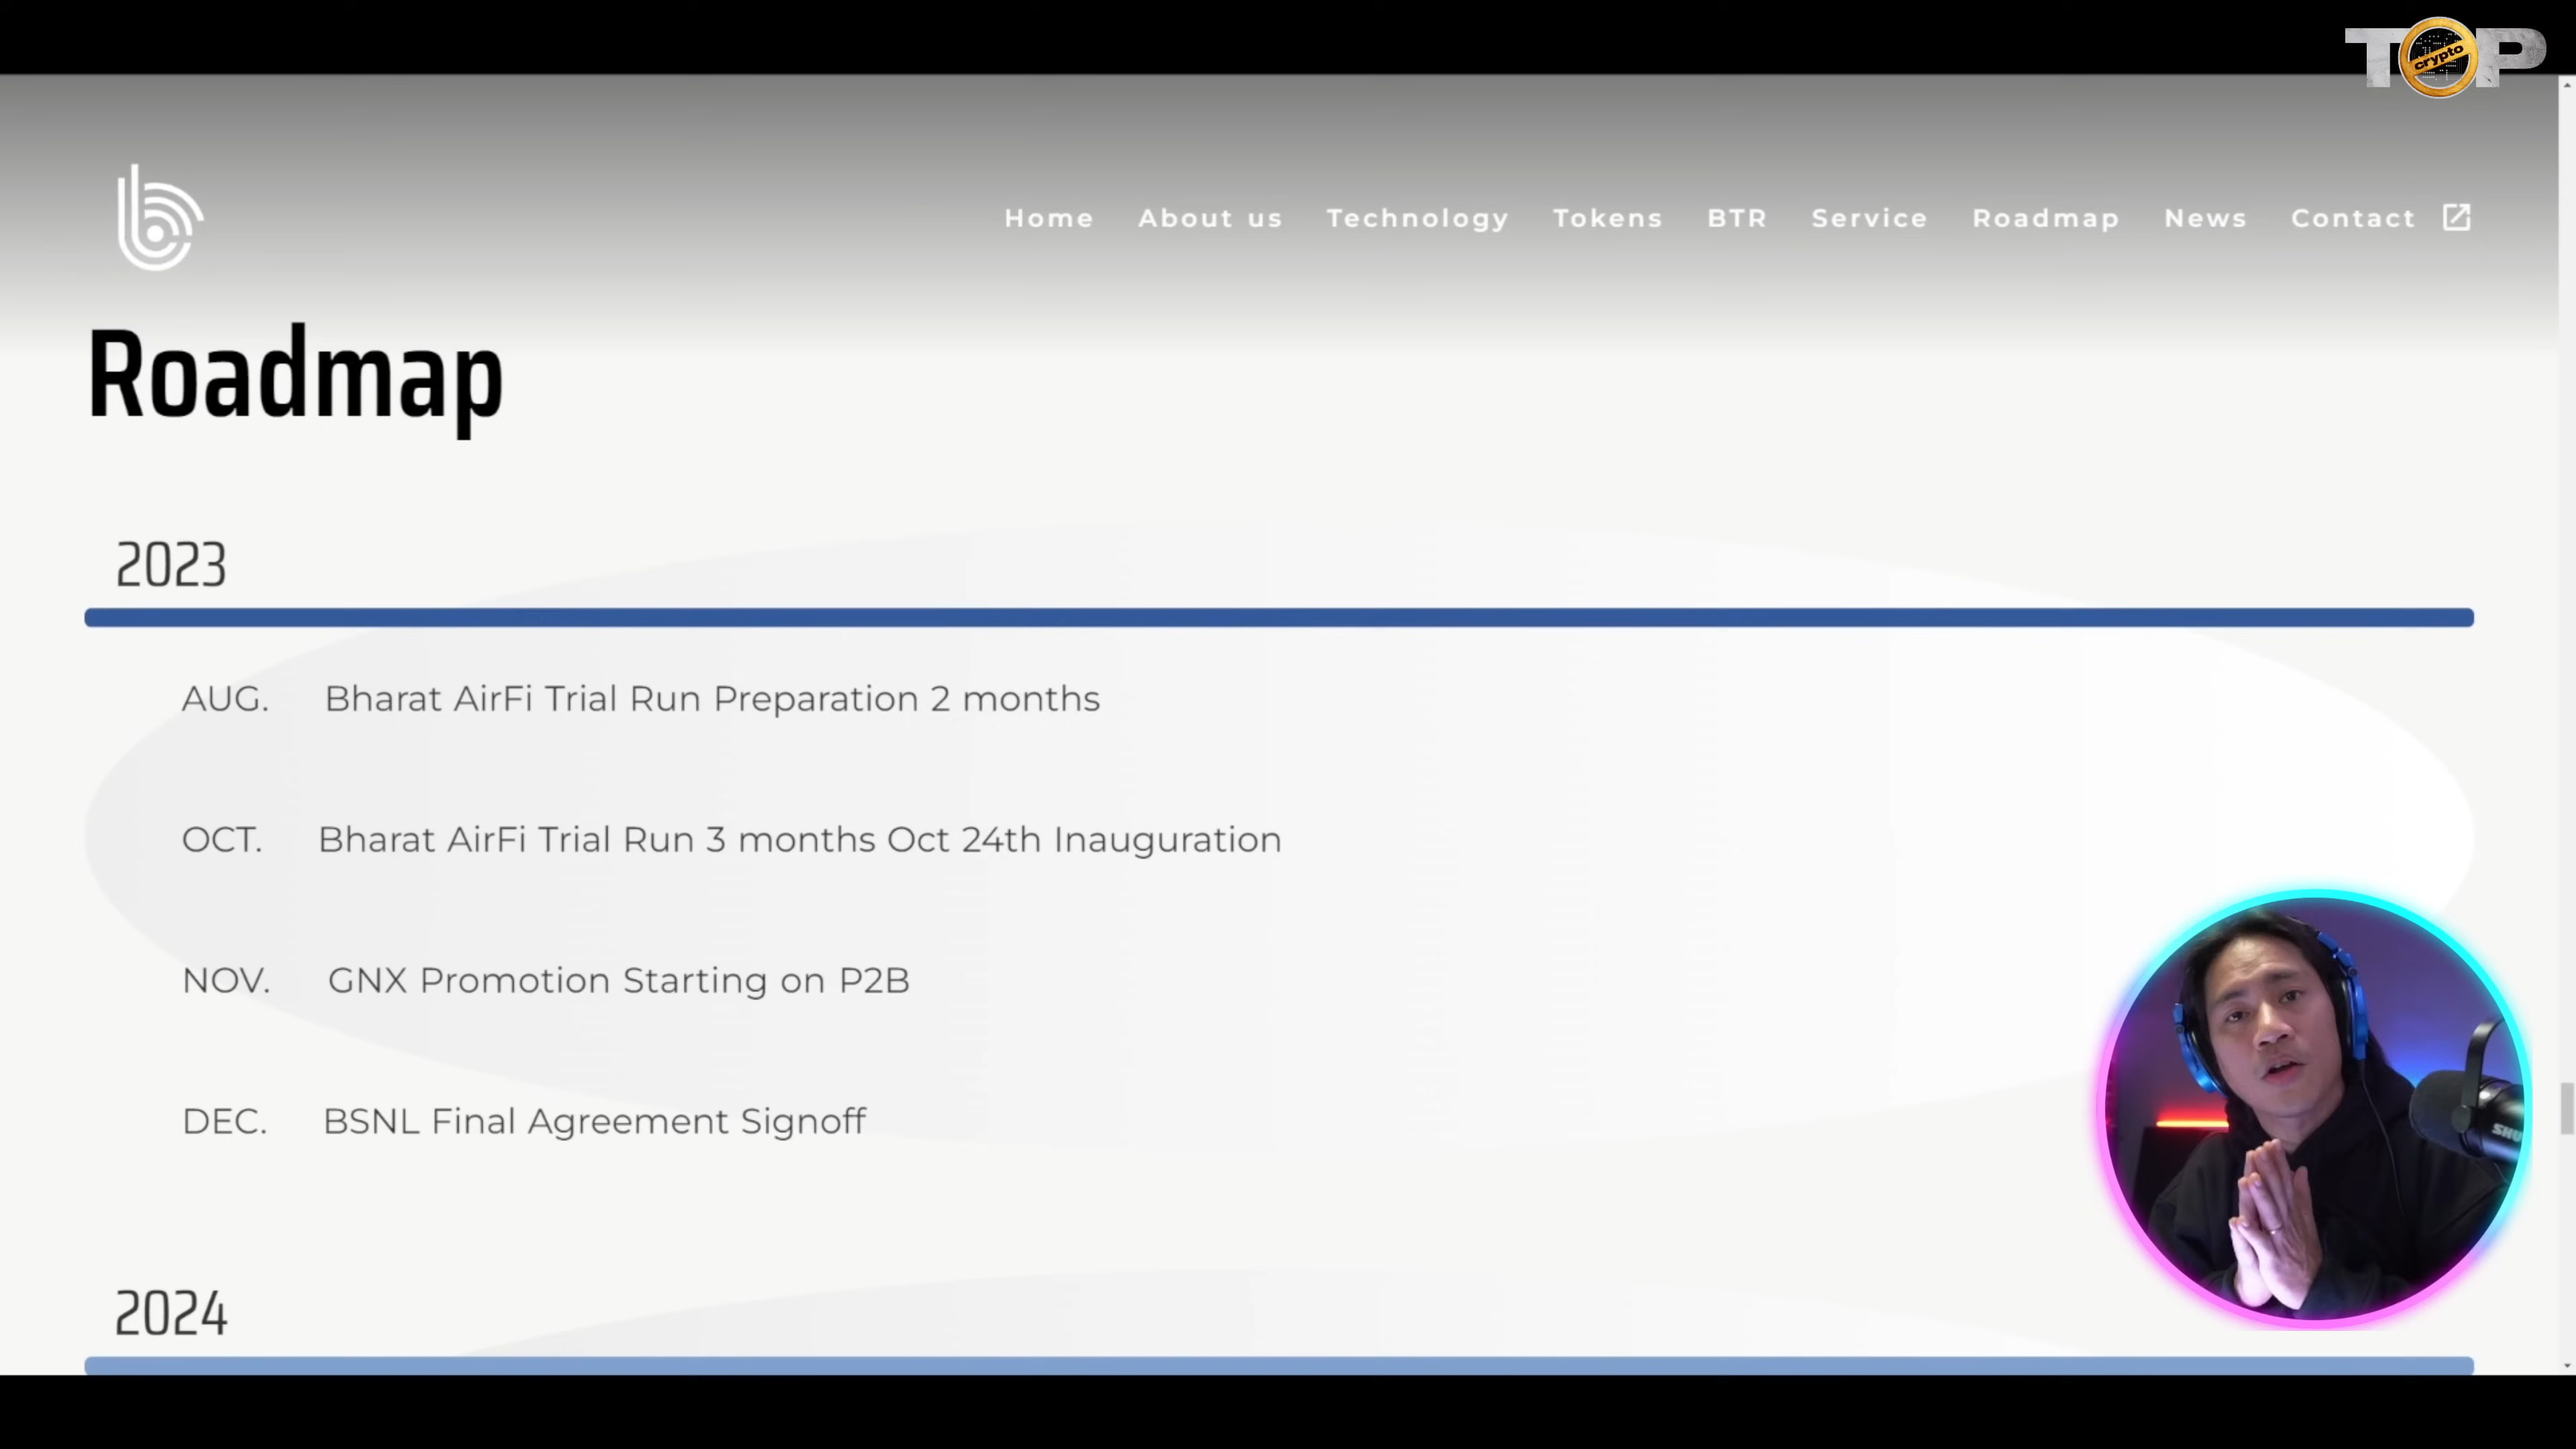 TOP
crypto
Home About us Technology Tokens BTR Service Roadmap News Contact
Roadmap
2023
AUG. Bharat AirFi Trial Run Preparation 2 months
OCT. Bharat AirFi Trial Run 3 months Oct 24th Inauguration
NOV. GNX Promotion Starting on P2B
DEC. BSNL Final Agreement Signoff
SHU
2024